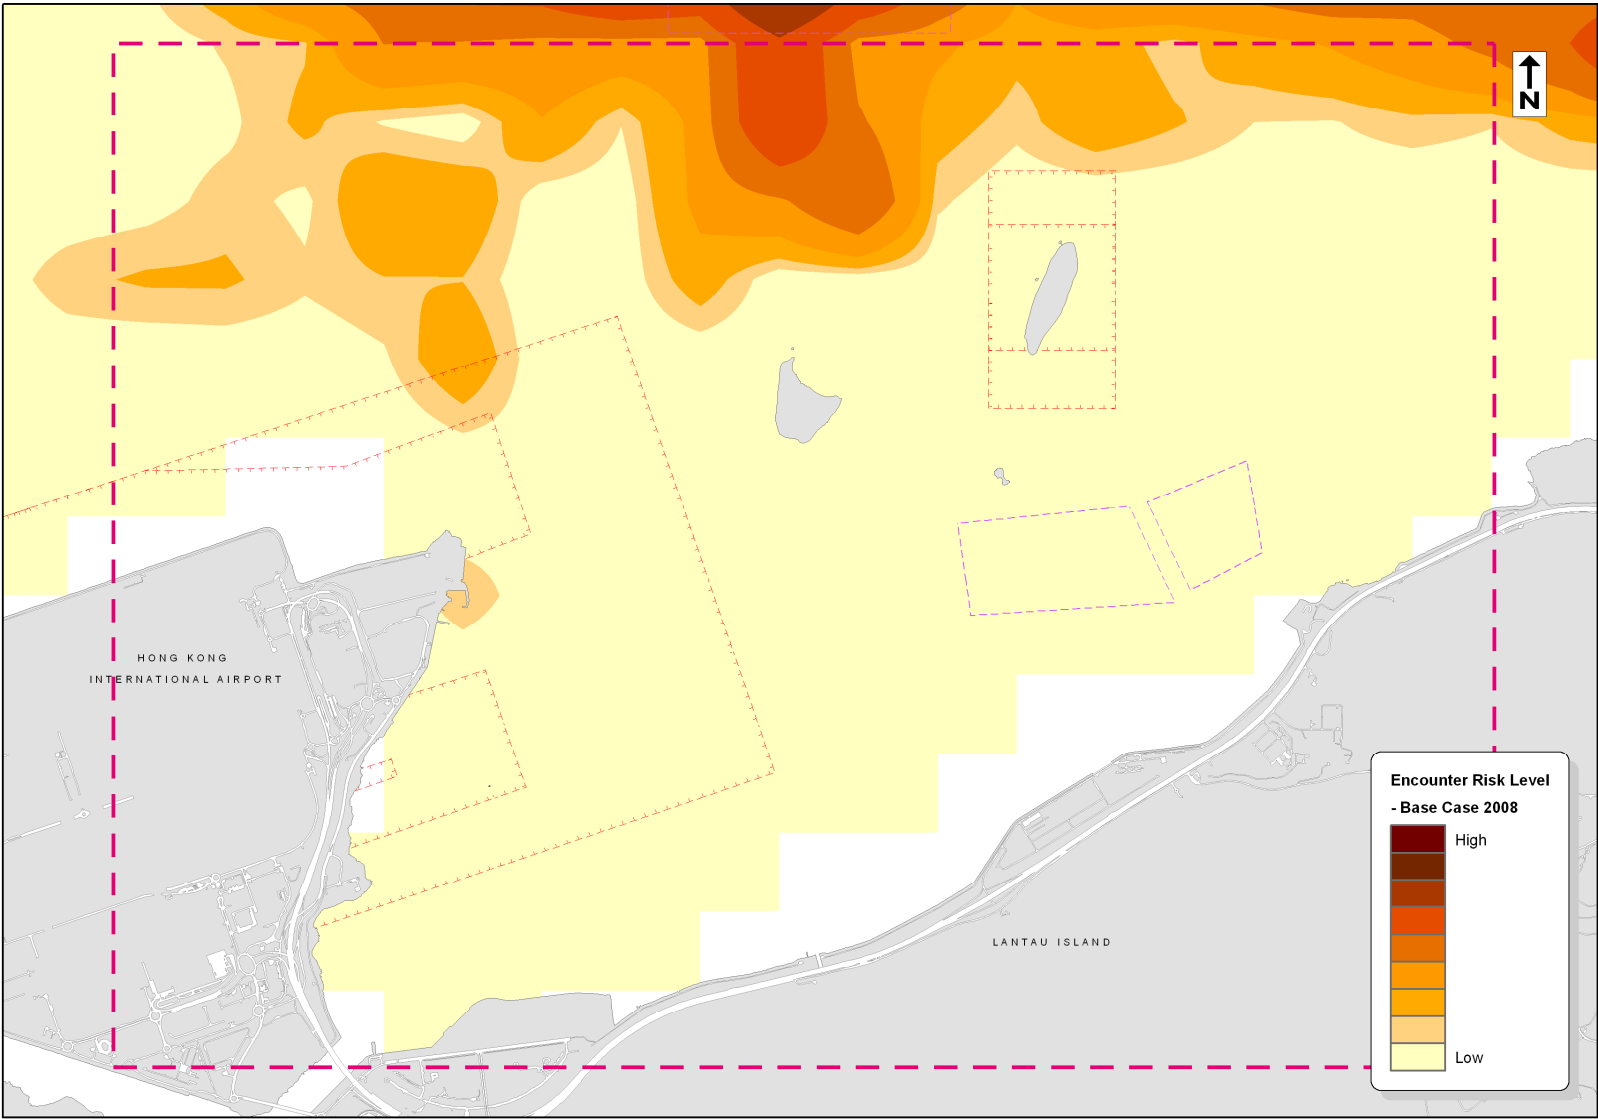 N
HONG KONG
INTERNATIONAL AIRPORT
LANTAU ISLAND
Encounter Risk Level
- Base Case 2008
High
Low